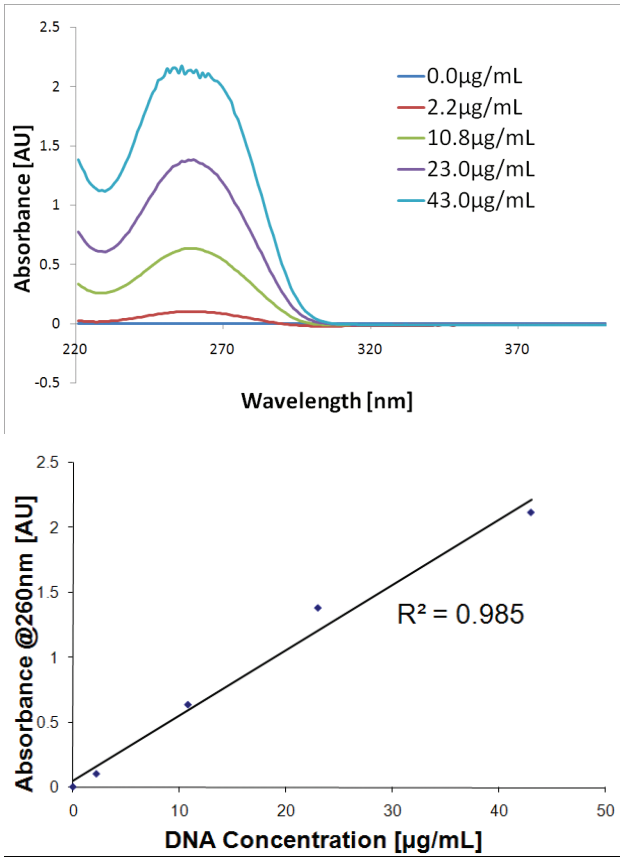 2.5
2
1.5
1
0.5
0
-0.5
220
270
320
370
Absorbance [AU]
Wavelength [nm]
0.0µg/mL
2.2µg/mL
10.8µg/mL
23.0µg/mL
43.0µg/mL
2.5
2
1.5
1
0.5
0
0
10
20
30
40
50
Absorbance @260nm [AU]
R² = 0.985
DNA Concentration [µg/mL]